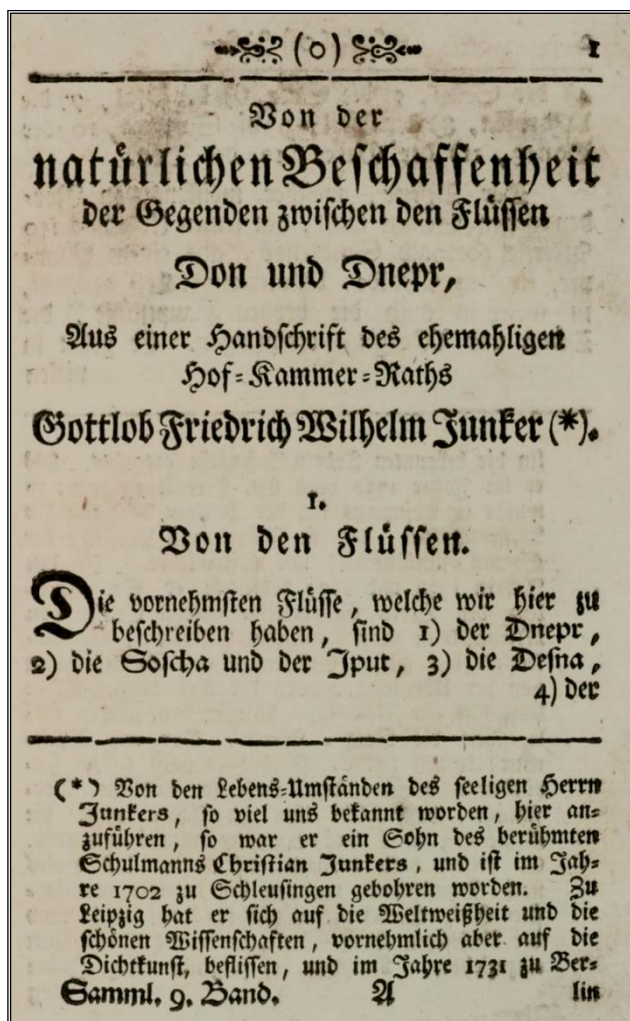 (0) 1
Von der
natürlichen Beschaffenheit
der Gegenden zwischen den Flüssen
Don und Dnepr,
Aus einer Handschrift des ehemahligen
Hof-Kammer-Raths
Gottlob Friedrich Wilhelm Junker (*).
1.
Von den Flüssen.
Die vornehmsten Flüsse, welche wir hier zu
beschreiben haben, sind 1) der Dnepr,
2) die Soscha und der Jput, 3) die Desna,
4) der
(*) Von den Lebens-Umständen des seeligen Herrn
Junkers, so viel uns bekannt worden, hier an-
zuführen, so war er ein Sohn des berühmten
Schulmanns Christian Junkers, und ist im Jah-
re 1702 zu Schleusingen gebohren worden. Zu
Leipzig hat er sich auf die Weltweißheit und die
schönen Wissenschaften, vornehmlich aber auf die
Dichtkunst, beflissen, und im Jahre 1731 zu Ber-
Samml. 9. Band. A lin